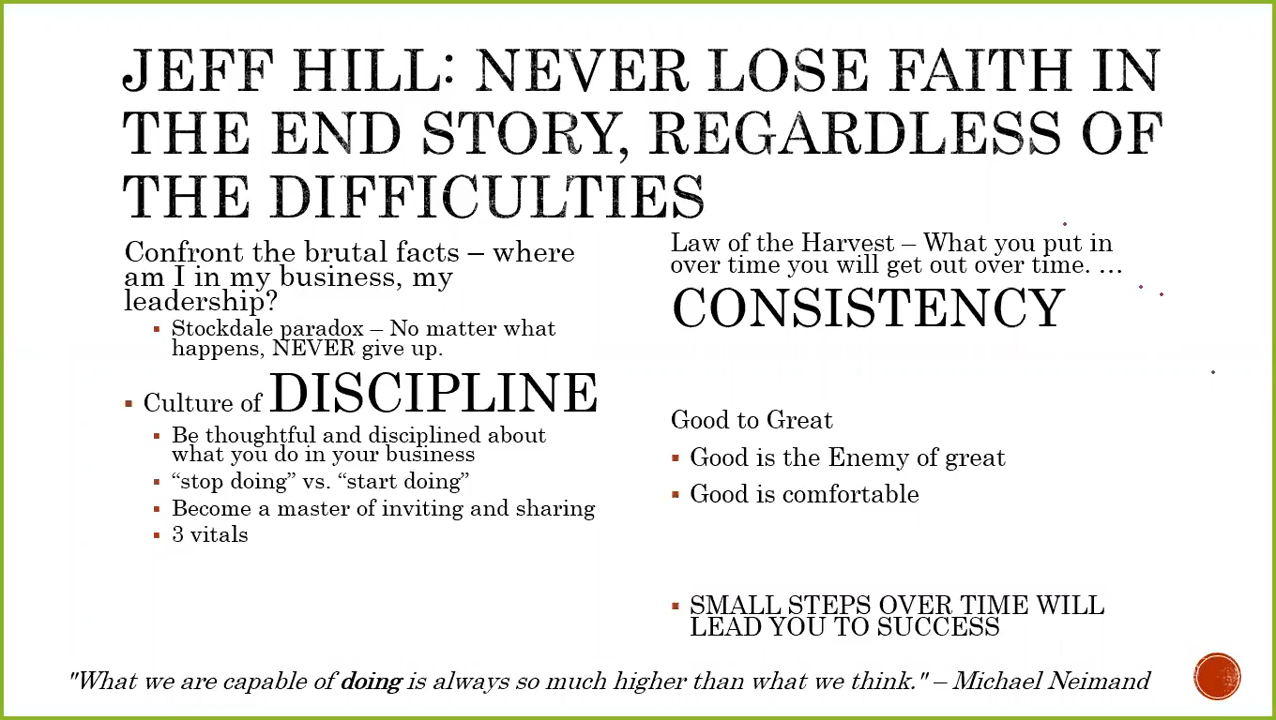 JEFF HILL: NEVER LOSE FAITH IN
THE END STORY, REGARDLESS OF
THE DIFFICULTIES
Confront the brutal facts – where
am I in my business, my
leadership?
▪ Stockdale paradox – No matter what
happens, NEVER give up.
▪ Culture of DISCIPLINE
▪ Be thoughtful and disciplined about
what you do in your business
▪ “stop doing” vs. “start doing”
▪ Become a master of inviting and sharing
▪ 3 vitals
Law of the Harvest – What you put in
over time you will get out over time. …
CONSISTENCY
Good to Great
▪ Good is the Enemy of great
▪ Good is comfortable
▪ SMALL STEPS OVER TIME WILL
LEAD YOU TO SUCCESS
"What we are capable of doing is always so much higher than what we think." – Michael Neimand